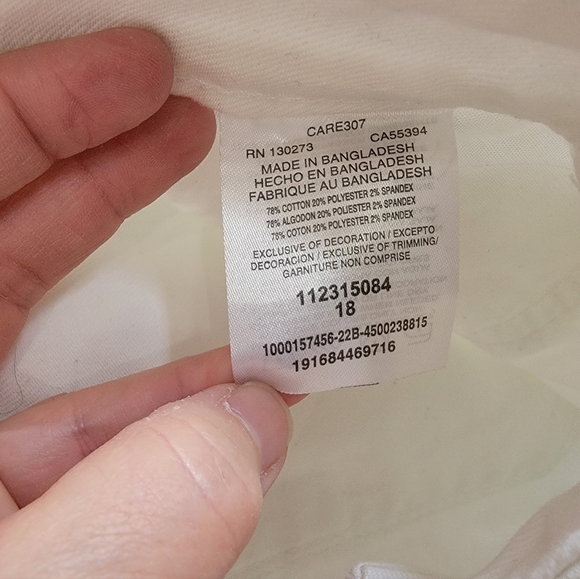 CARE307
RN 130273 CA55394
MADE IN BANGLADESH
HECHO EN BANGLADESH
FABRIQUE AU BANGLADESH
78% COTTON 20% POLYESTER 2% SPANDEX
78% ALGODON 20% POLIESTER 2% SPANDEX
78% COTON 20% POLYESTER 2% SPANDEX
EXCLUSIVE OF DECORATION / EXCEPTO
DECORACION / EXCLUSIVE OF TRIMMING/
GARNITURE NON COMPRISE
112315084
18
1000157456-22B-4500238815
191684469716